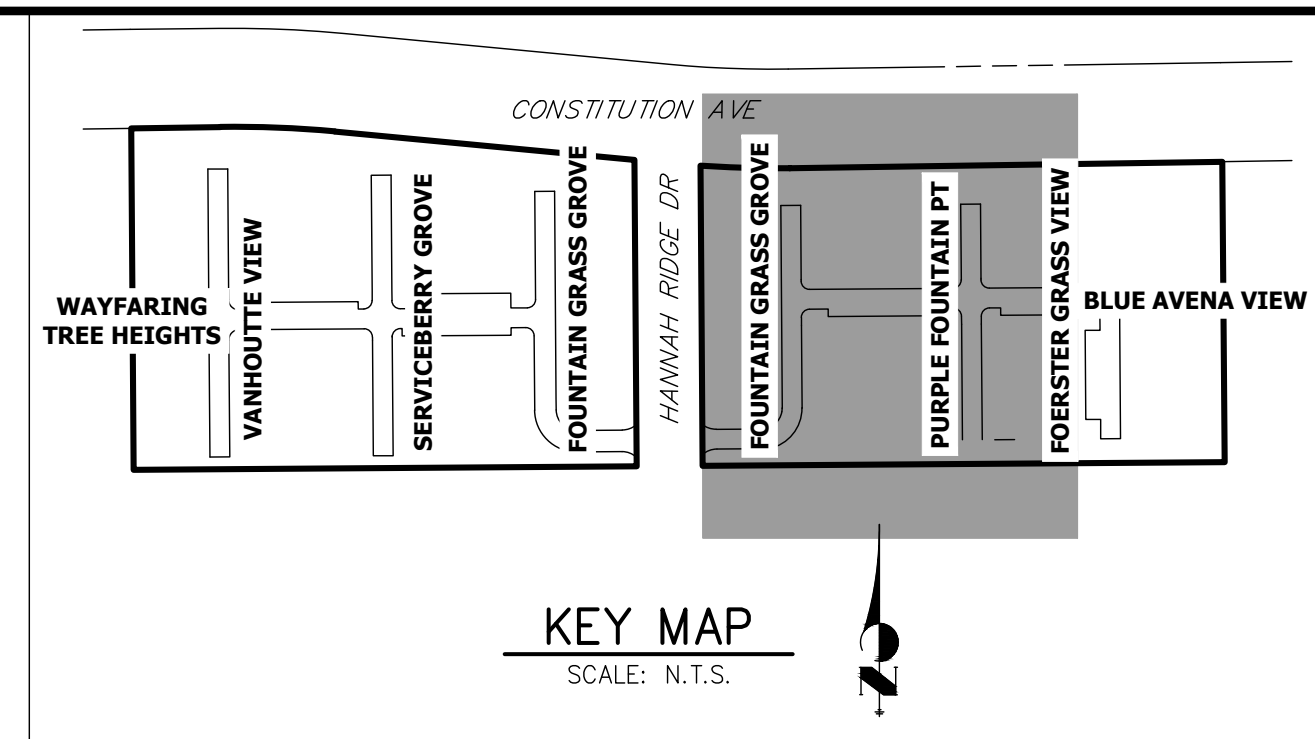 CONSTITUTION AVE
WAYFARING
TREE HEIGHTS
VANHOUTTE VIEW
SERVICEBERRY GROVE
FOUNTAIN GRASS GROVE
HANNAH RIDGE DR
FOUNTAIN GRASS GROVE
PURPLE FOUNTAIN PT
FOERSTER GRASS VIEW
BLUE AVENA VIEW
KEY MAP
SCALE: N.T.S.
N